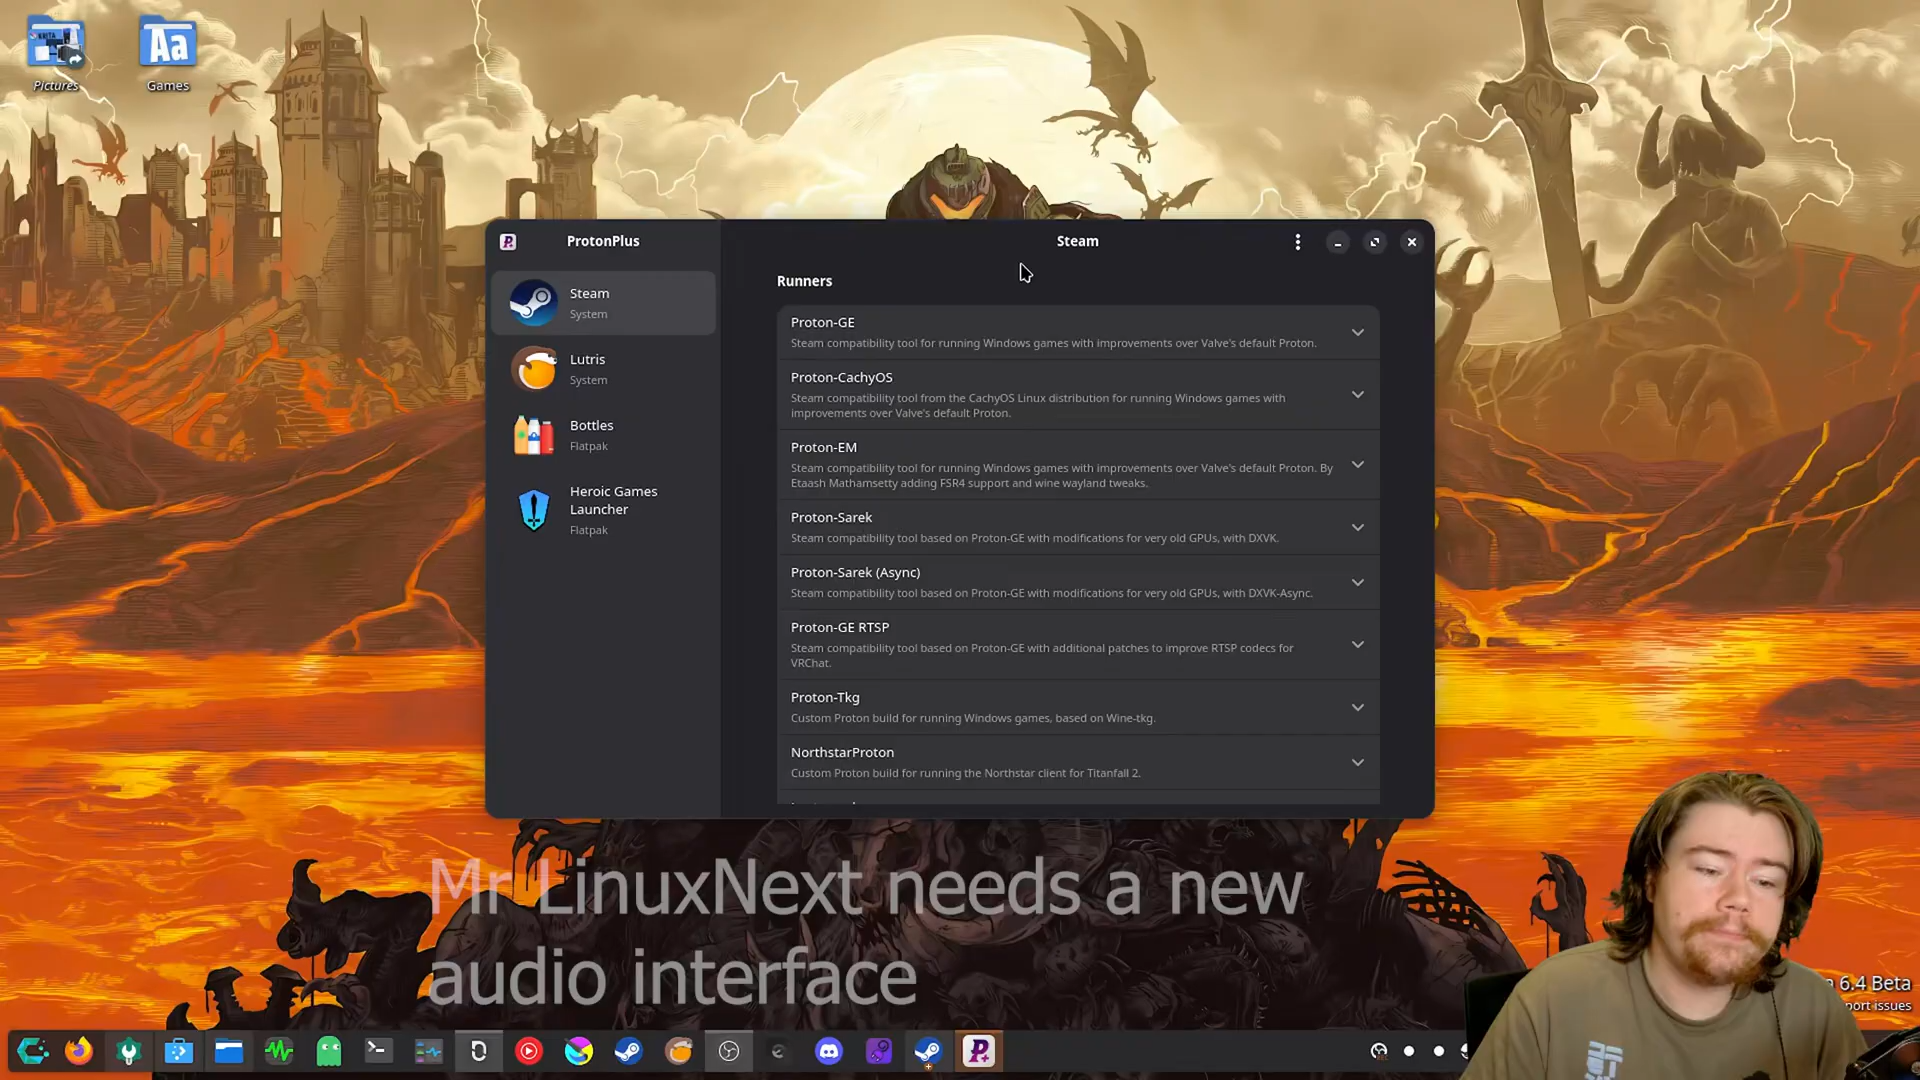 Pictures
Games
ProtonPlus
Steam
System
Lutris
System
Bottles
Flatpak
Heroic Games
Launcher
Flatpak
Steam
Runners
Proton-GE
Steam compatibility tool for running Windows games with improvements over Valve's default Proton.
Proton-CachyOS
Steam compatibility tool from the CachyOS Linux distribution for running Windows games with
improvements over Valve's default Proton.
Proton-EM
Steam compatibility tool for running Windows games with improvements over Valve's default Proton. By
Etaash Mathamsetty adding FSR4 support and wine wayland tweaks.
Proton-Sarek
Steam compatibility tool based on Proton-GE with modifications for very old GPUs, with DXVK.
Proton-Sarek (Async)
Steam compatibility tool based on Proton-GE with modifications for very old GPUs, with DXVK-Async.
Proton-GE RTSP
Steam compatibility tool based on Proton-GE with additional patches to improve RTSP codecs for
VRChat.
Proton-Tkg
Custom Proton build for running Windows games, based on Wine-tkg.
NorthstarProton
Custom Proton build for running the Northstar client for Titanfall 2.
Mr LinuxNext needs a new
audio interface
6.4 Beta
issues